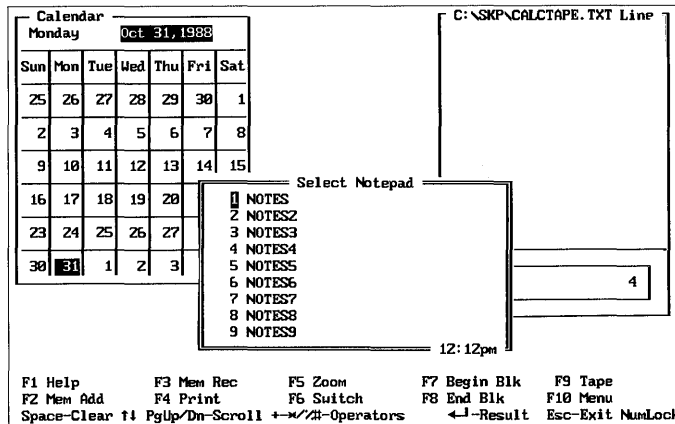 Calendar
Monday Oct 31,1988
Sun Mon Tue Wed Thu Fri Sat
25 26 27 28 29 30 1
2 3 4 5 6 7 8
9 10 11 12 13 14 15
16 17 18 19 20
23 24 25 26 27
30 31 1 2 3
C:\SKP\CALCTAPE.TXT Line
4
Select Notepad
1 NOTES
2 NOTES2
3 NOTES3
4 NOTES4
5 NOTES5
6 NOTES6
7 NOTES7
8 NOTES8
9 NOTES9
12:12pm
F1 Help F3 Mem Rec F5 Zoom F7 Begin Blk F9 Tape
F2 Mem Add F4 Print F6 Switch F8 End Blk F10 Menu
Space-Clear ↑↓ PgUp/Dn-Scroll +-*/%#-Operators ←┘-Result Esc-Exit NumLock